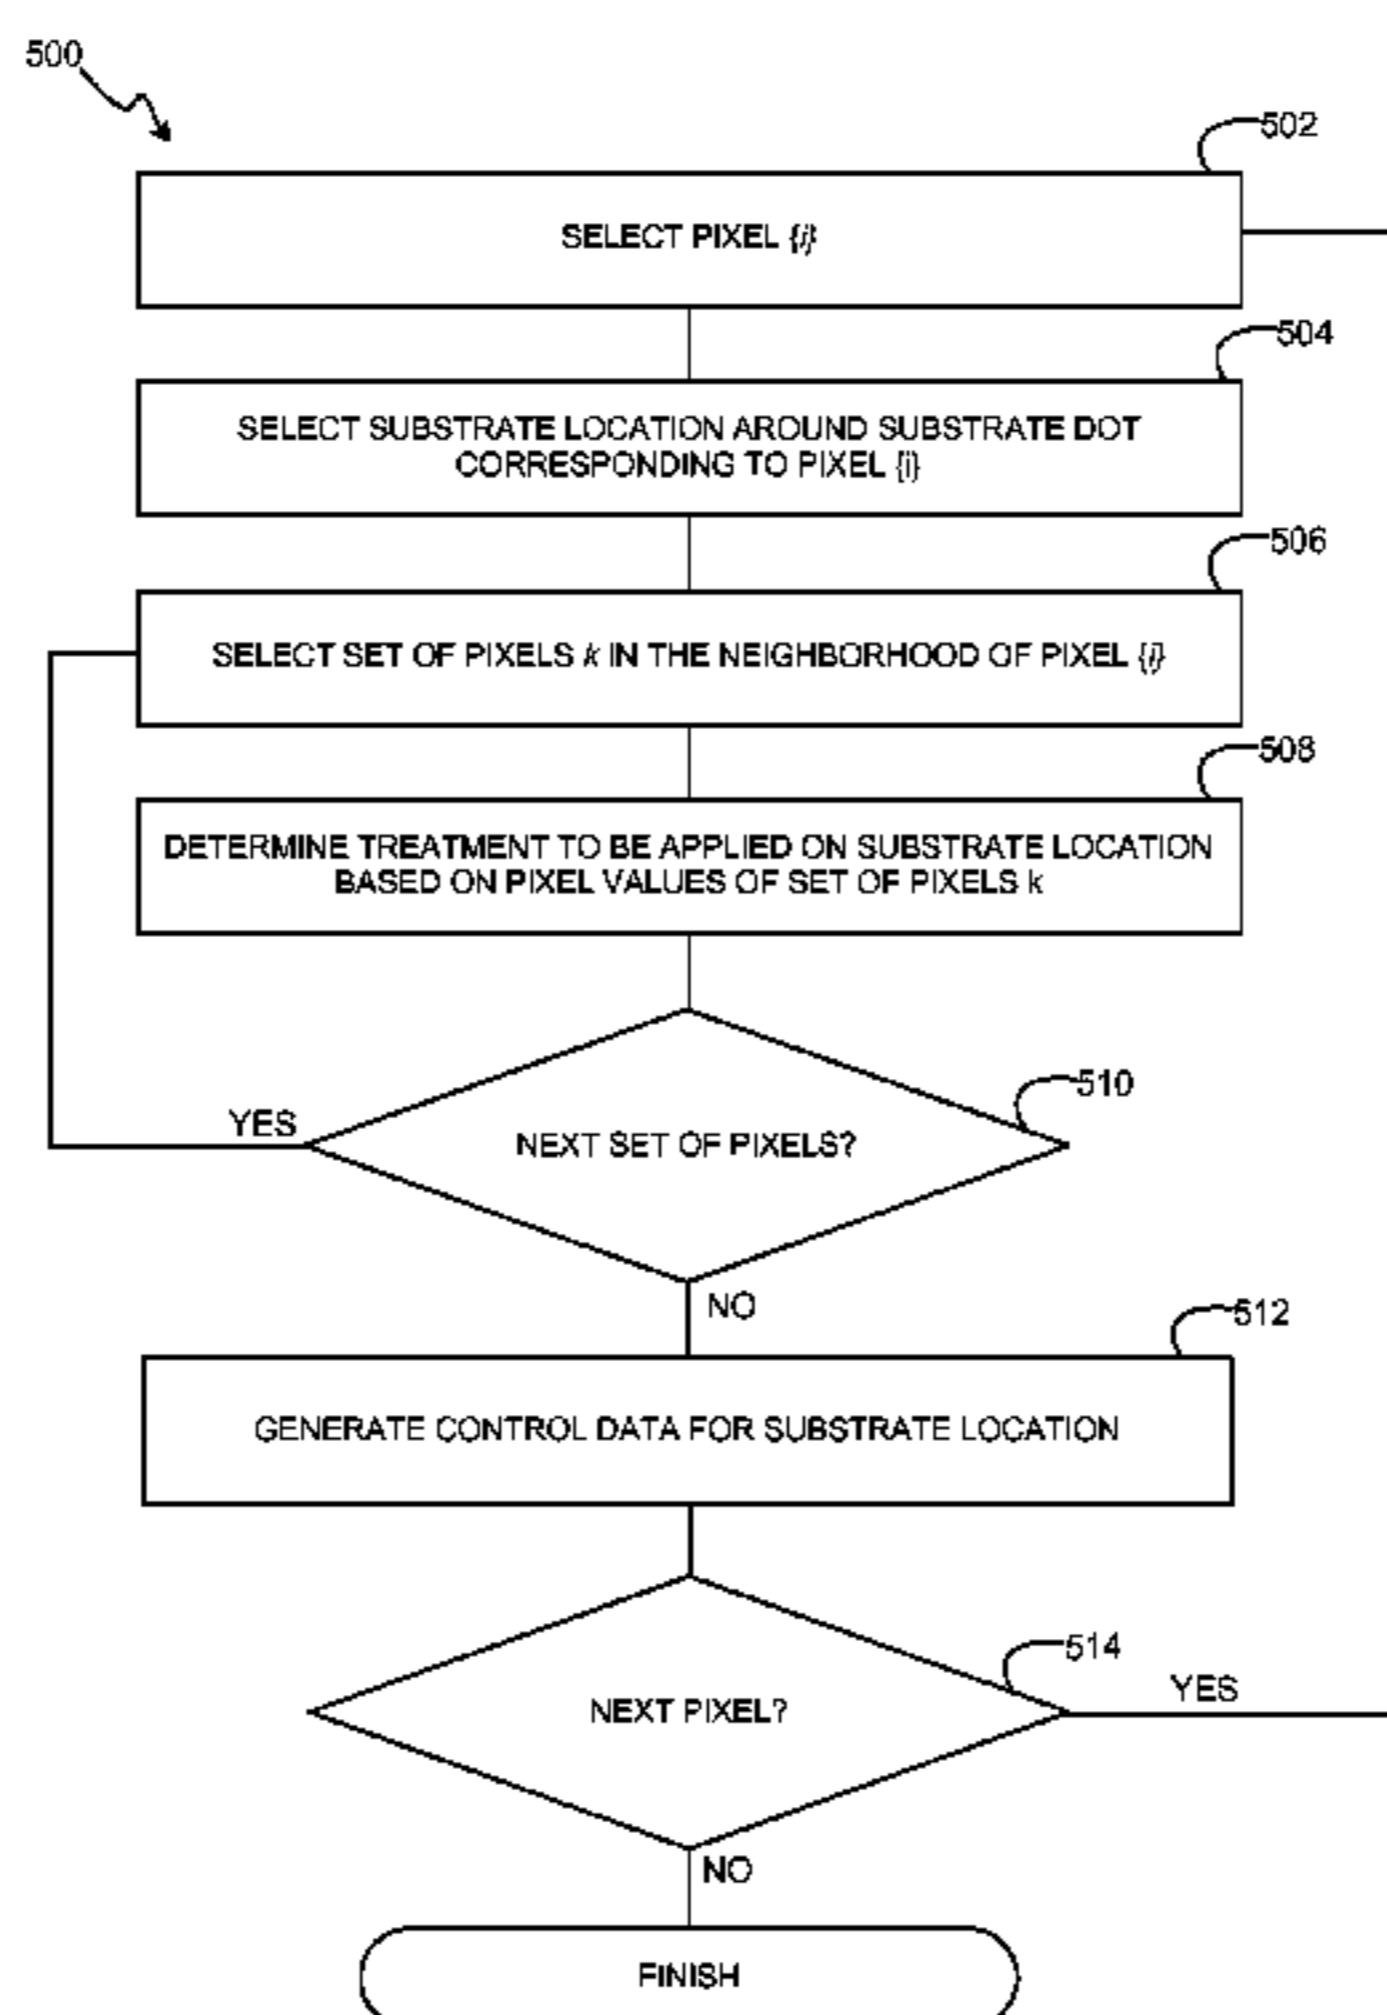 500
502
SELECT PIXEL {i}
504
SELECT SUBSTRATE LOCATION AROUND SUBSTRATE DOT
CORRESPONDING TO PIXEL {i}
506
SELECT SET OF PIXELS k IN THE NEIGHBORHOOD OF PIXEL {i}
508
DETERMINE TREATMENT TO BE APPLIED ON SUBSTRATE LOCATION
BASED ON PIXEL VALUES OF SET OF PIXELS k
510
YES
NEXT SET OF PIXELS?
NO
512
GENERATE CONTROL DATA FOR SUBSTRATE LOCATION
514
NEXT PIXEL?
YES
NO
FINISH